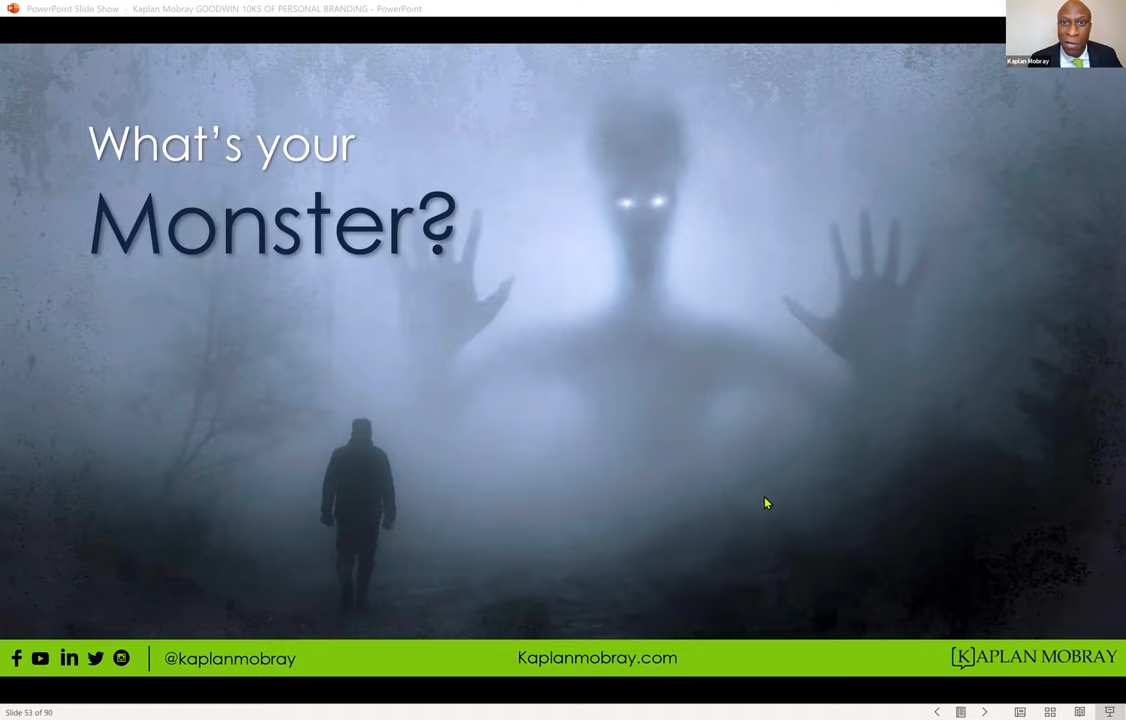 PowerPoint Slide Show - Kaplan Mobray GOODWIN 10KS OF PERSONAL BRANDING - PowerPoint
Kaplan Mobray
What's your
Monster?
@kaplanmobray
Kaplanmobray.com
[K]APLAN MOBRAY
Slide 53 of 90